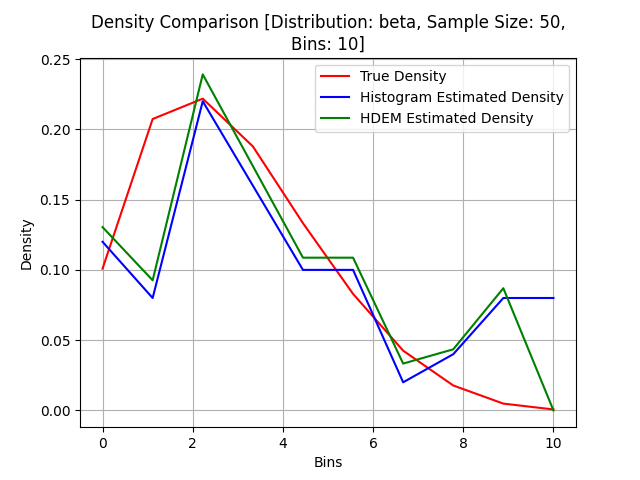 Density Comparison [Distribution: beta, Sample Size: 50,
Bins: 10]
True Density
Histogram Estimated Density
HDEM Estimated Density
Density
0.25
0.20
0.15
0.10
0.05
0.00
0 2 4 6 8 10
Bins